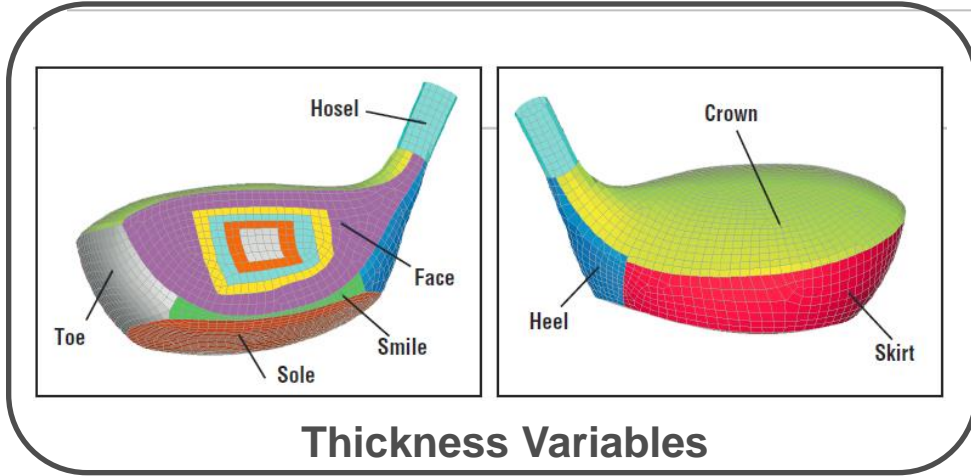 Hosel
Face
Toe
Smile
Sole
Crown
Heel
Skirt
Thickness Variables